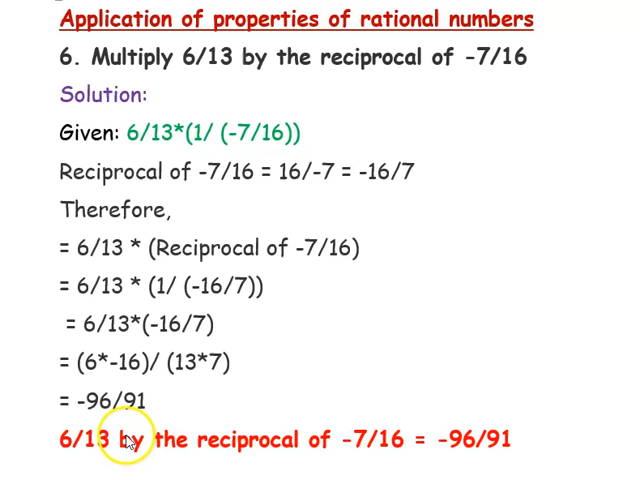 Application of properties of rational numbers
6. Multiply 6/13 by the reciprocal of -7/16
Solution:
Given: 6/13*(1/ (-7/16))
Reciprocal of -7/16 = 16/-7 = -16/7
Therefore,
= 6/13 * (Reciprocal of -7/16)
= 6/13 * (1/ (-16/7))
= 6/13*(-16/7)
= (6*-16)/ (13*7)
= -96/91
6/13 by the reciprocal of -7/16 = -96/91